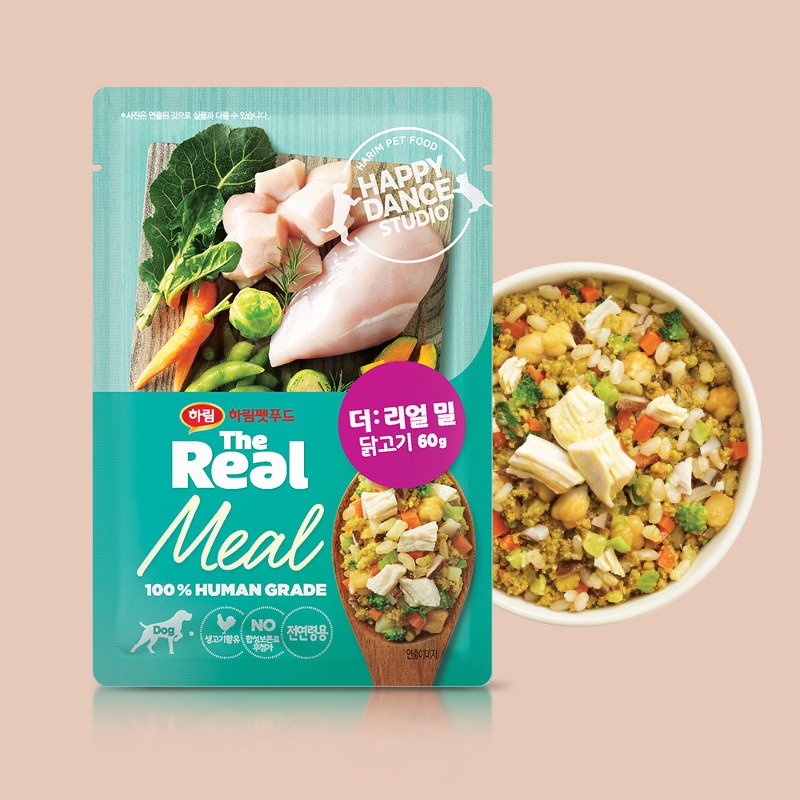 *사진은 연출된 것으로 실물과 다를 수 있습니다.
HARIM PET FOOD
HAPPY
DANCE
STUDIO
하림 하림펫푸드
The
Real
Meal
100% HUMAN GRADE
더:리얼 밀
닭고기 60g
Dog
생고기함유
NO
합성보존료
무첨가
전연령용
연출이미지